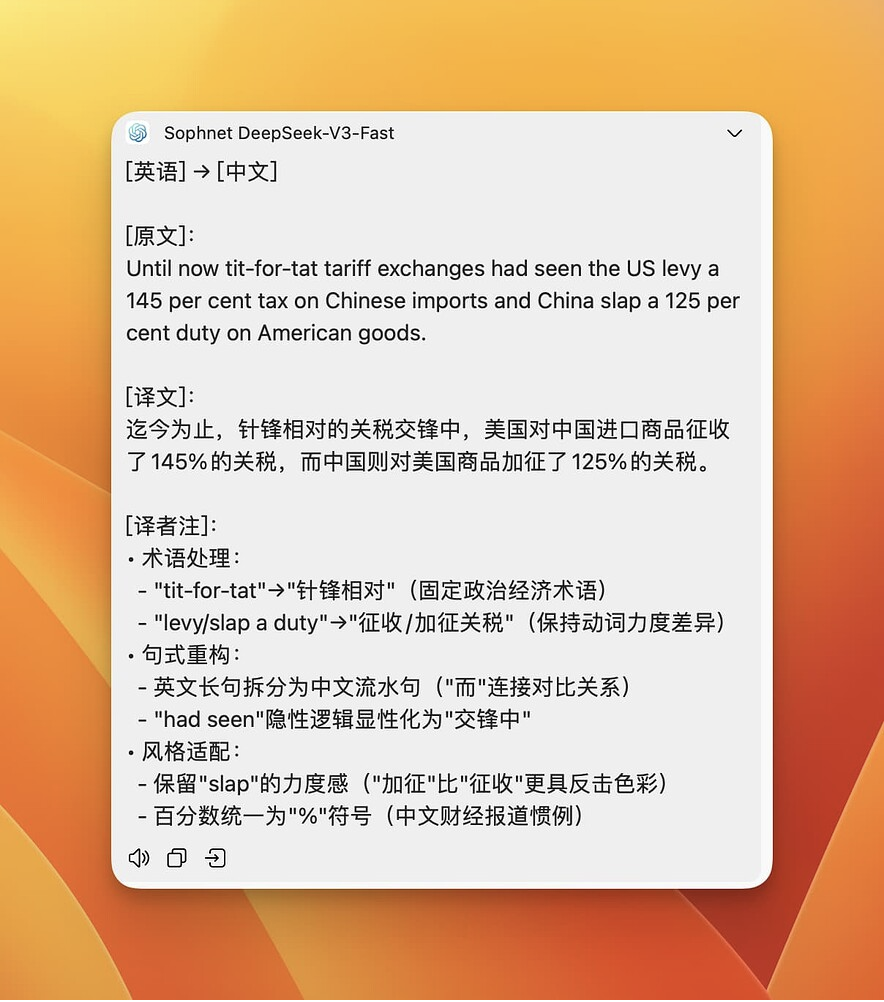 Sophnet DeepSeek-V3-Fast
[英语] → [中文]
[原文]:
Until now tit-for-tat tariff exchanges had seen the US levy a
145 per cent tax on Chinese imports and China slap a 125 per
cent duty on American goods.
[译文]:
迄今为止，针锋相对的关税交锋中，美国对中国进口商品征收
了145%的关税，而中国则对美国商品加征了125%的关税。
[译者注]:
• 术语处理：
- "tit-for-tat"→"针锋相对"（固定政治经济术语）
- "levy/slap a duty"→"征收/加征关税"（保持动词力度差异）
• 句式重构：
- 英文长句拆分为中文流水句（"而"连接对比关系）
- "had seen"隐性逻辑显性化为"交锋中"
• 风格适配：
- 保留"slap"的力度感（"加征"比"征收"更具反击色彩）
- 百分数统一为"%"符号（中文财经报道惯例）